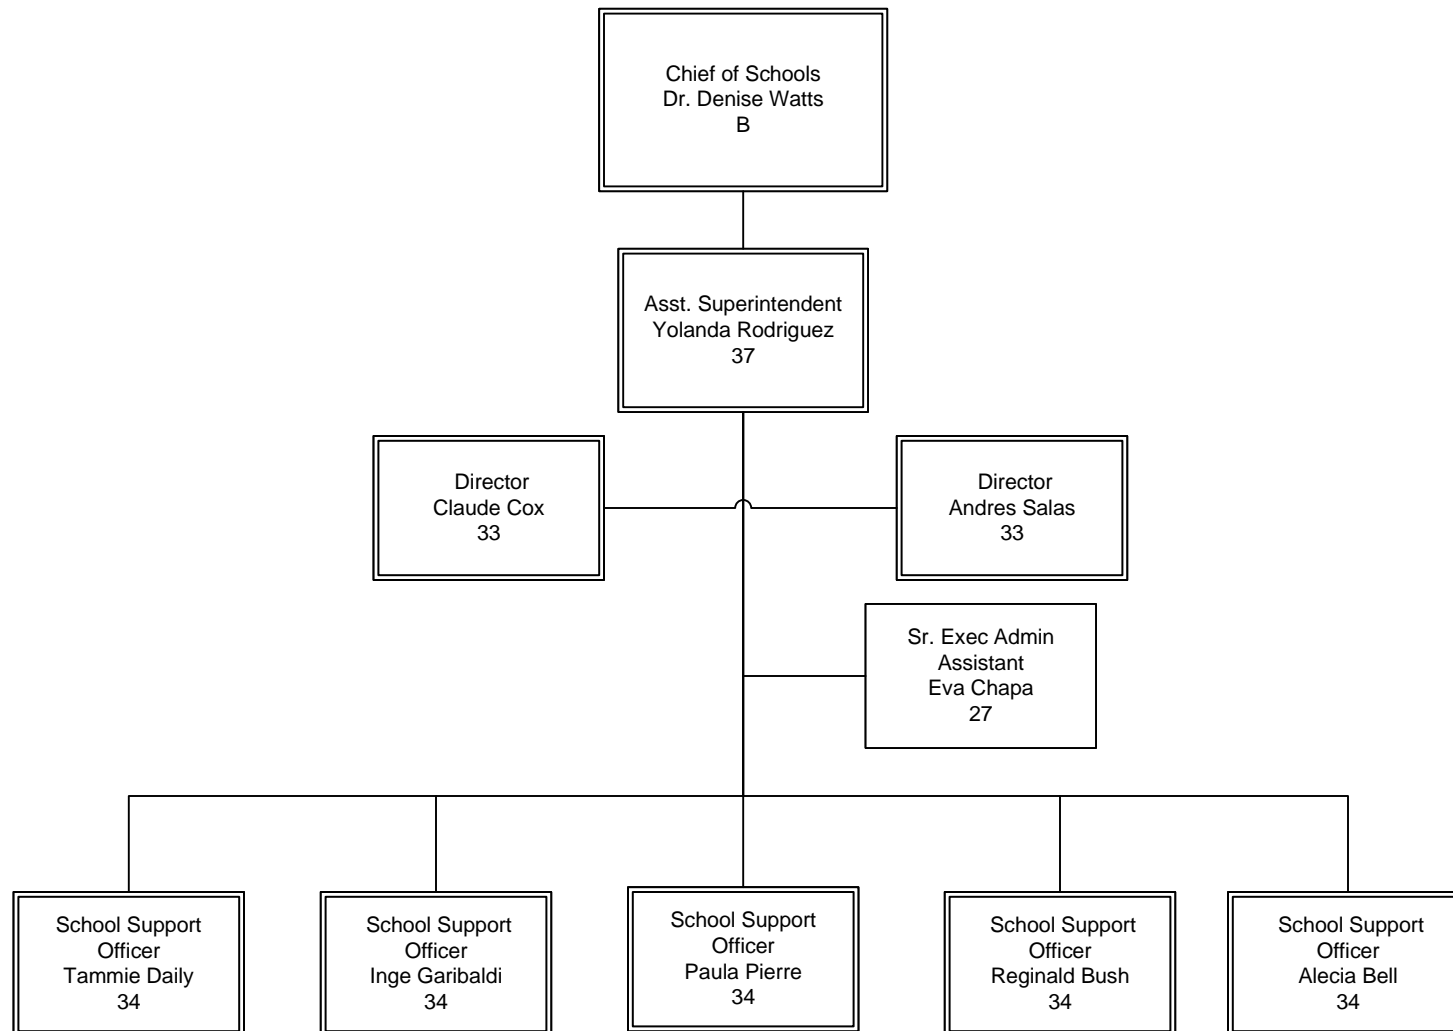 Chief of Schools
Dr. Denise Watts
B
Asst. Superintendent
Yolanda Rodriguez
37
Director
Claude Cox
33
Director
Andres Salas
33
Sr. Exec Admin
Assistant
Eva Chapa
27
School Support
Officer
Tammie Daily
34
School Support
Officer
Inge Garibaldi
34
School Support
Officer
Paula Pierre
34
School Support
Officer
Reginald Bush
34
School Support
Officer
Alecia Bell
34